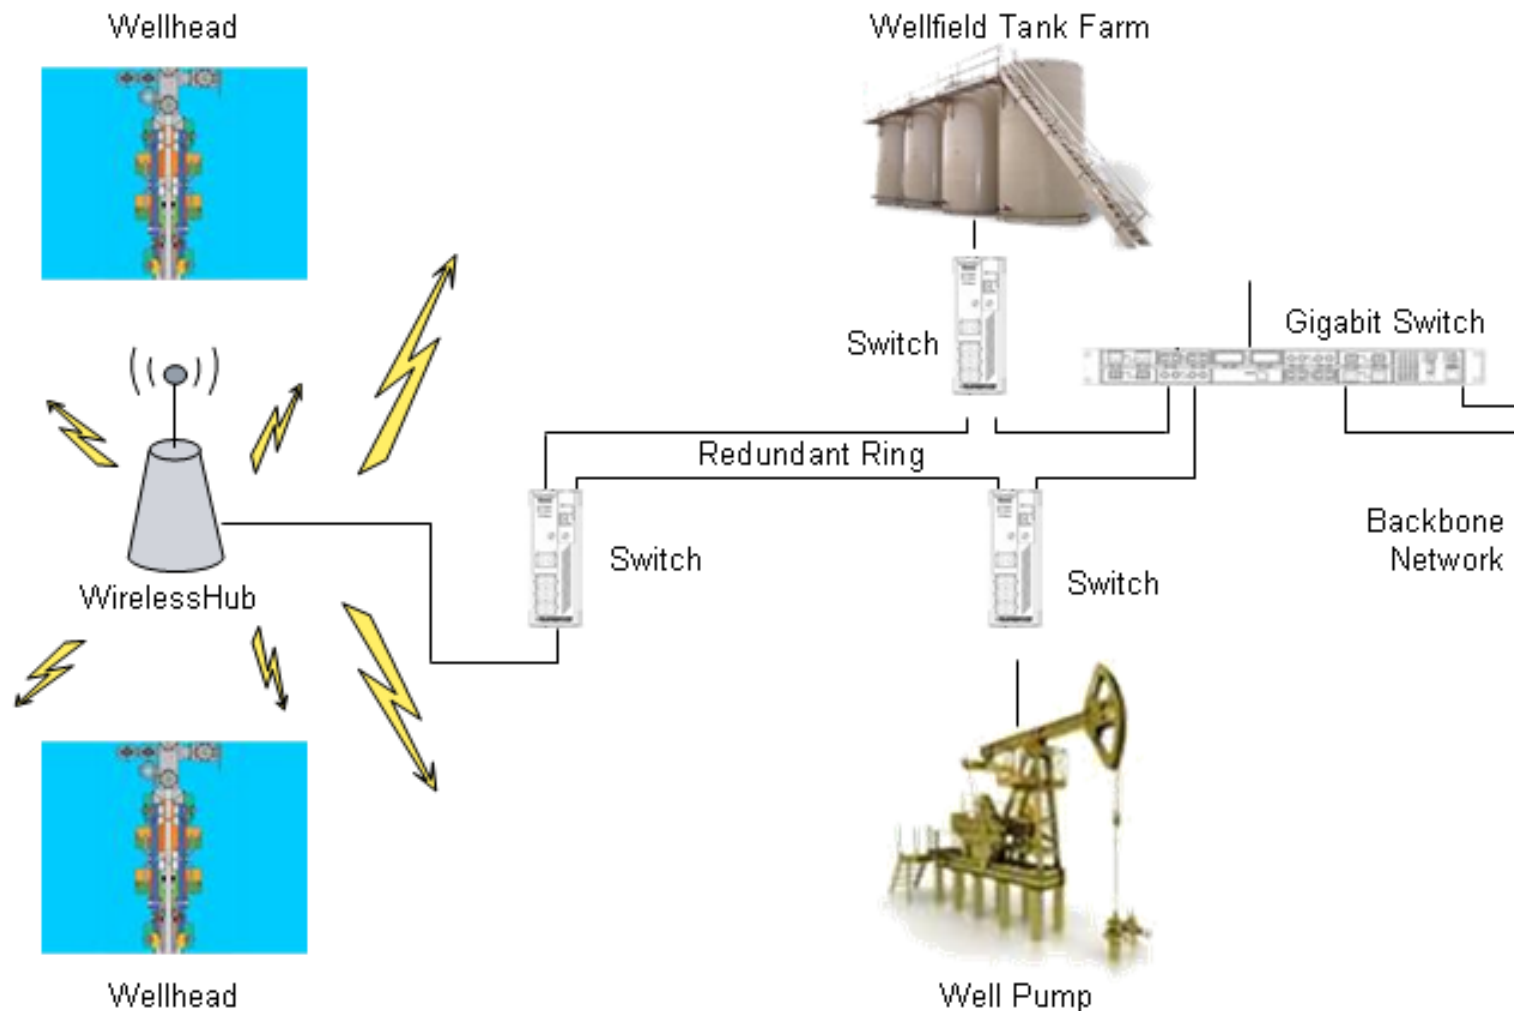 Wellhead
Wellfield Tank Farm
Gigabit Switch
Switch
Redundant Ring
Backbone
Network
Switch
Switch
WirelessHub
Wellhead
Well Pump